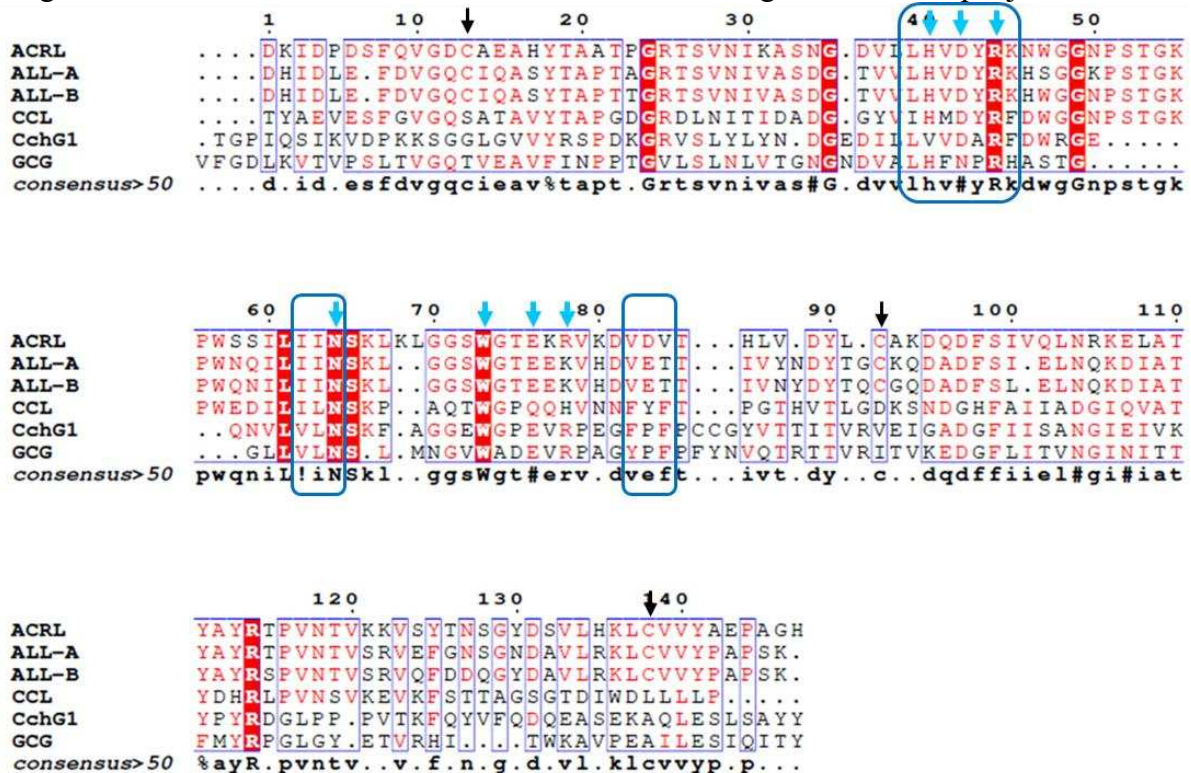 1 10 20 30 40 50
ACRL ....DKIDPDSFQVGDCAEAHYTAATPGRTSVNIKASNG.DVLLHVDYRKNWGGNPSTGK
ALL-A ....DHIDLE.FDVGQCIQASYTAPTAGRTSVNIVASDG.TVVLHVDYRKHSGGKPSTGK
ALL-B ....DHIDLE.FDVGQCIQASYTAPTTGRTSVNIVASDG.TVVLHVDYRKHWGGNPSTGK
CCL ....TYAEVESFGVGQSATAVYTAPGDGRDLNITIDADG.GYVIHMDYRFDWGGNPSTGK
CchG1 .TGPIQSIKVDPKKSGGLGVVYRSPDKGRVSLYLYN.DGEDILLVVDARFDWRGE.....
GCG VFGDLKVTVPSLTVGQTVEAVFINPPTGVLSLNLVTGNGNDVALHFNPRHASTG......
consensus>50 ....d.id.esfdvgqcieav%tapt.Grtsvnivas#G.dvvlhv#yRkdwgGnpstgk
60 70 80 90 100 110
ACRL PWSSILIINSKLKLGGSWGTEKRVKDVDVT...HLV.DYL.CAKDQDFSIVQLNRKELAT
ALL-A PWNQILIINSKL..GGSWGTEEKVHDVETT...IVYNDYTGCKQDADFSI.ELNQKDIAT
ALL-B PWQNILIINSKL..GGSWGTEEKVHDVETT...IVNYDYTQCGQDADFSL.ELNQKDIAT
CCL PWEDILILNSKP..AQTWGPQQHVNNFYFT...PGTHVTLGDKSNDGHFAIIADGIQVAT
CchG1 ..QNVLVLNSKF.AGGEWGPEVRPEGFPFPCCGYVTTITVRVEIGADGFIISANGIEIVK
GCG ...GLLVLNS.L.MNGVWADEVRPAGYPFPFYNVQTRTTVRITVKEDGFLITVNGINITT
consensus>50 pwqniL!iNSkl..ggsWgt#erv.dveft...ivt.dy..c..dqdffiiel#gi#iat
120 130 140
ACRL YAYRTPVNTVKKVSYTNSGYDSVLHKLCVVYAEPAGH
ALL-A YAYRTPVNTVSRVEFGNSGNDAVLRKLCVVYPAPSK.
ALL-B YAYRSPVNTVSRVQFDDQGYDAVLRKLCVVYPAPSK.
CCL YDHRLPVNSVKEVKFSTTAGSGTDIWDLLLLP.....
CchG1 YPYRDGLPP.PVTKFQYVFQDQEASEKAQLESLSAYY
GCG FMYRPGLGY.ETVRHI...TWKAVPEAILESIQITY
consensus>50 %ayR.pvntv..v.f.n.g.d.vl.klcvvyp.p...